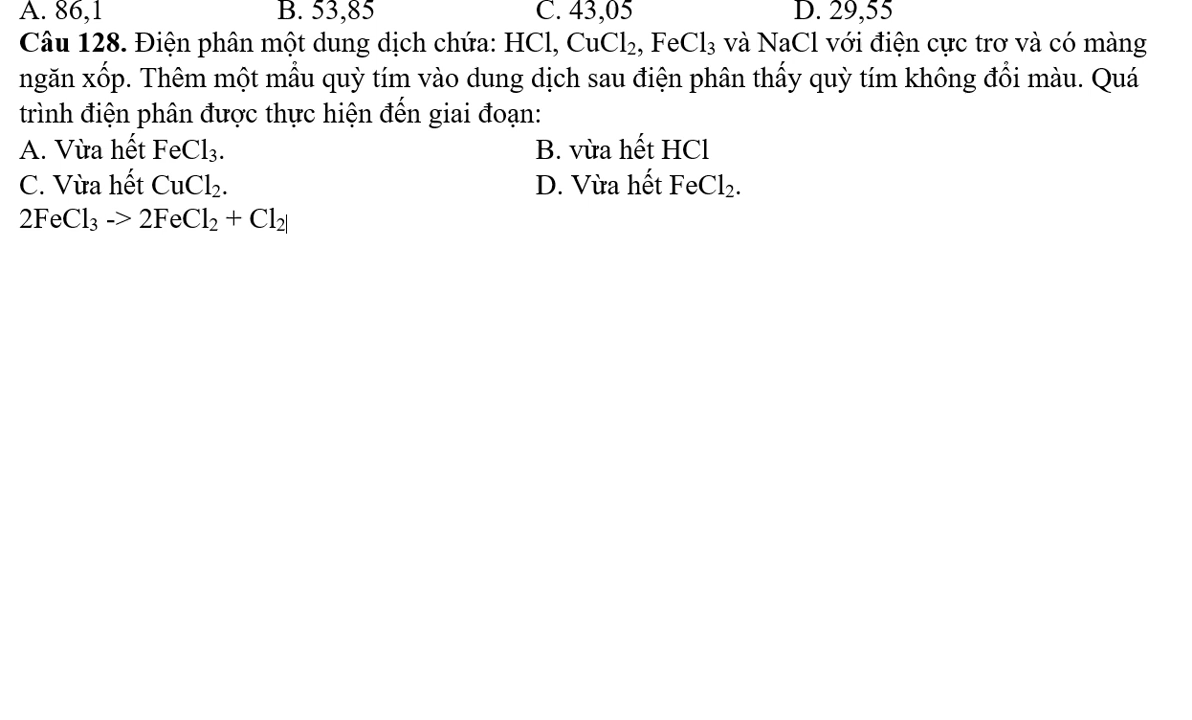 A. 86,1 B. 53,85 C. 43,05 D. 29,55
Câu 128. Điện phân một dung dịch chứa: HCl, CuCl₂, FeCl₃ và NaCl với điện cực trơ và có màng
ngăn xốp. Thêm một mẩu quỳ tím vào dung dịch sau điện phân thấy quỳ tím không đổi màu. Quá
trình điện phân được thực hiện đến giai đoạn:
A. Vừa hết FeCl₃. B. vừa hết HCl
C. Vừa hết CuCl₂. D. Vừa hết FeCl₂.
2FeCl₃ -> 2FeCl₂ + Cl₂